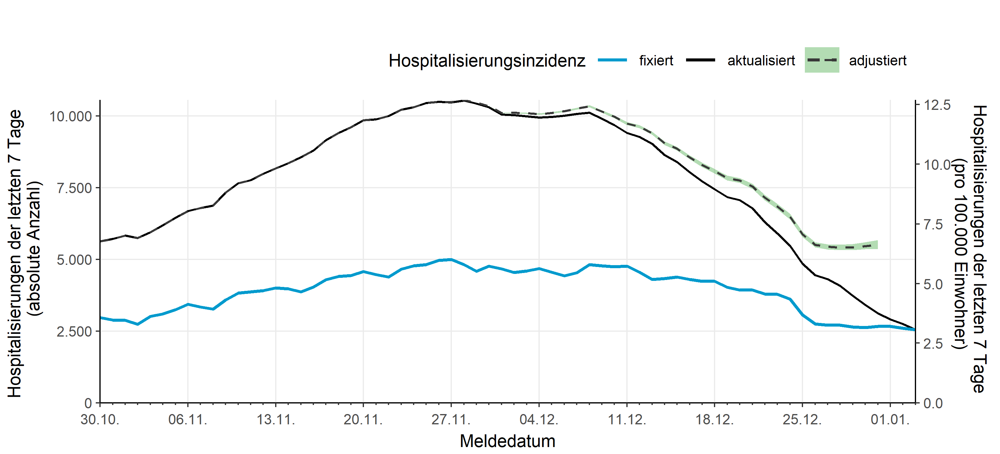 Hospitalisierungsinzidenz fixiert aktualisiert adjustiert
Hospitalisierungen der letzten 7 Tage
(absolute Anzahl)
10.000
7.500
5.000
2.500
0
12.5
10.0
7.5
5.0
2.5
0.0
Hospitalisierungen der letzten 7 Tage
(pro 100.000 Einwohner)
30.10. 06.11. 13.11. 20.11. 27.11. 04.12. 11.12. 18.12. 25.12. 01.01.
Meldedatum